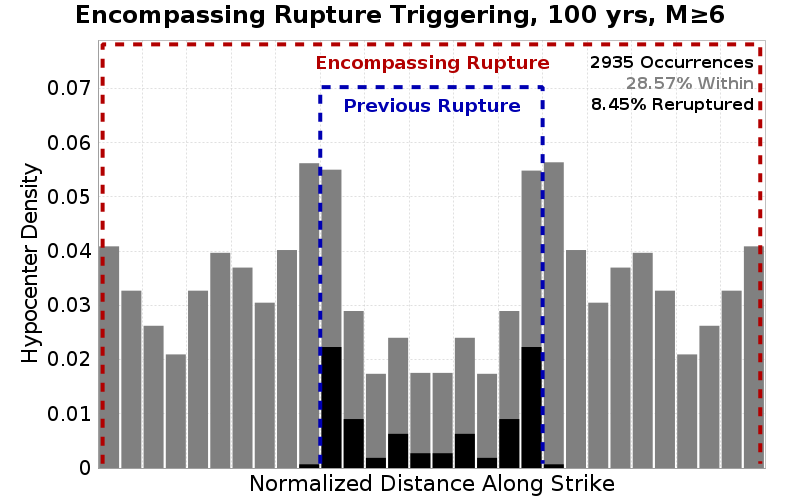 Encompassing Rupture Triggering, 100 yrs, M≥6
Encompassing Rupture
2935 Occurrences
28.57% Within
Previous Rupture
8.45% Reruptured
0.07
0.06
0.05
0.04
0.03
0.02
0.01
0
Hypocenter Density
Normalized Distance Along Strike